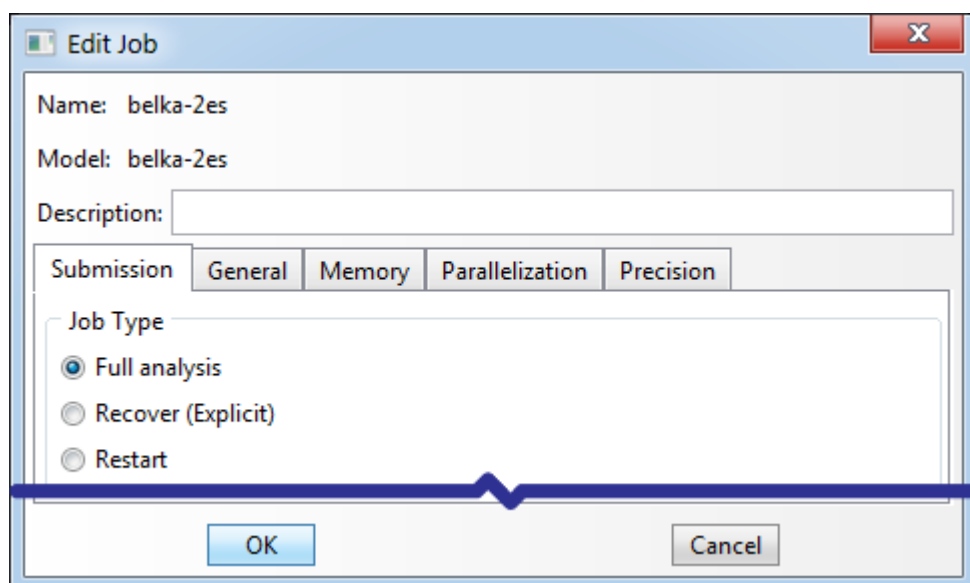 Edit Job
Name: belka-2es
Model: belka-2es
Description:
Submission General Memory Parallelization Precision
Job Type
Full analysis
Recover (Explicit)
Restart
OK Cancel